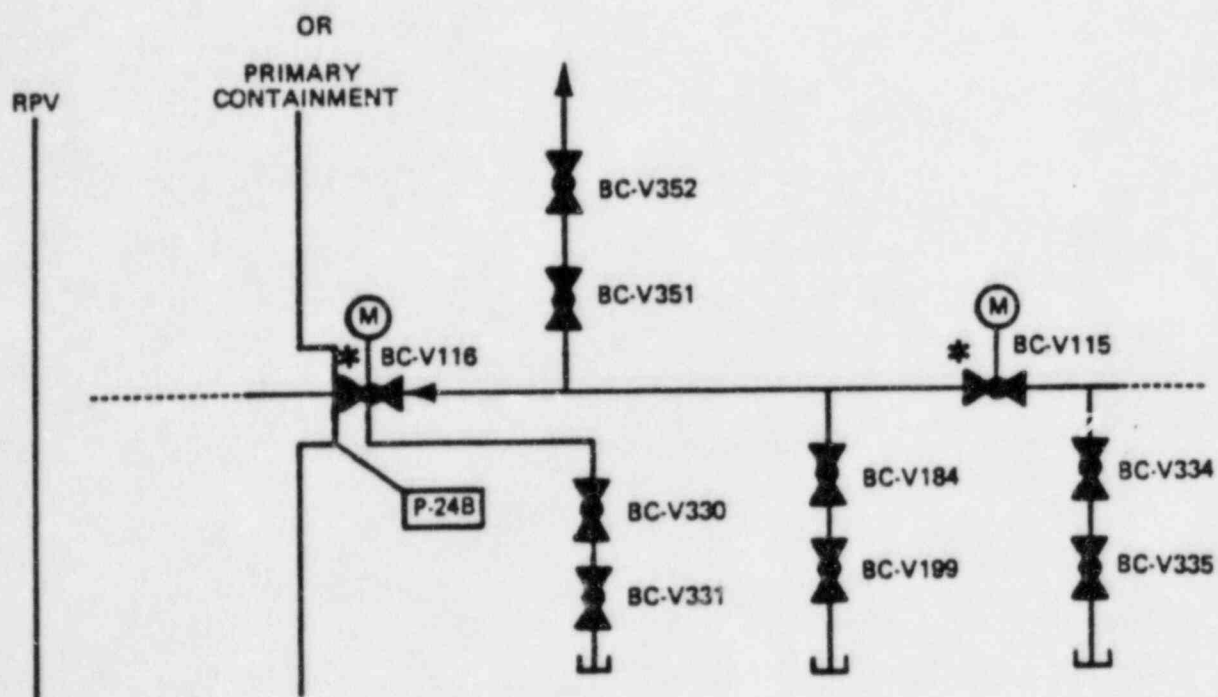 OR
PRIMARY
CONTAINMENT
RPV
BC-V352
BC-V351
M
* BC-V116
M
* BC-V115
P-24B
BC-V330
BC-V331
BC-V184
BC-V199
BC-V334
BC-V335